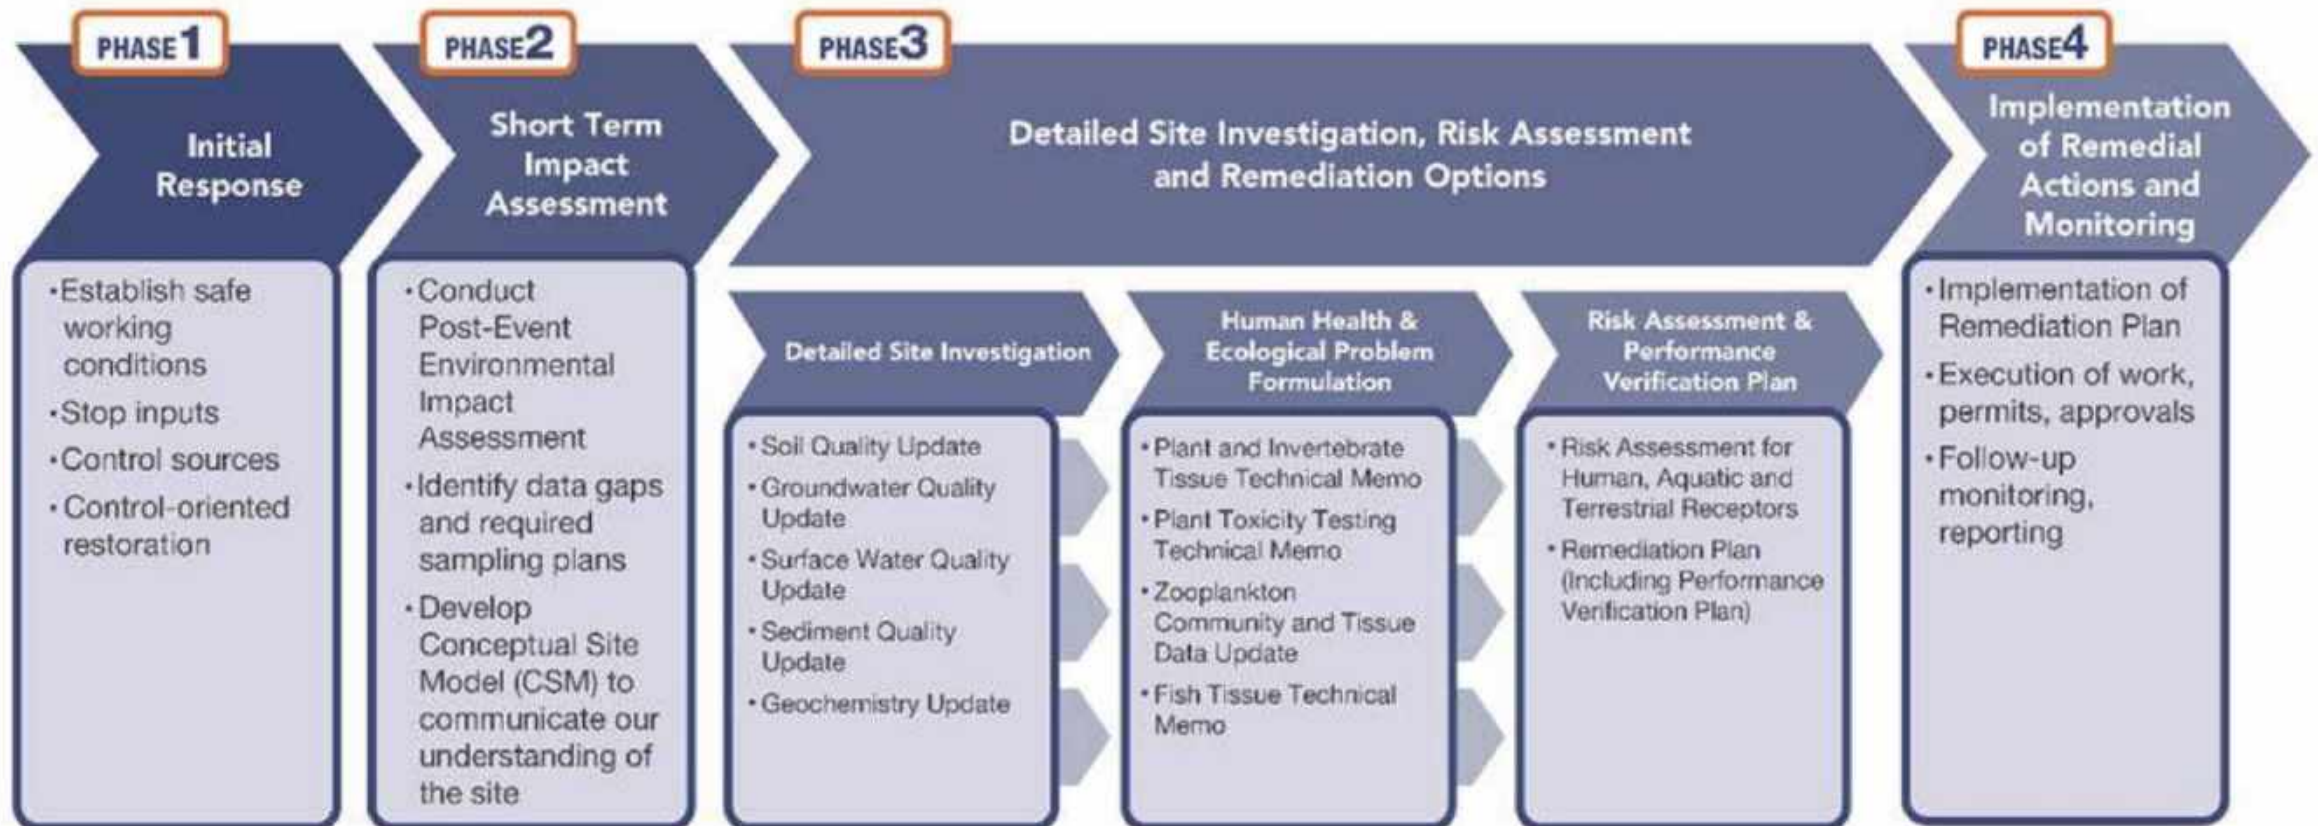 PHASE1
Initial
Response
•Establish safe
working
conditions
•Stop inputs
•Control sources
•Control-oriented
restoration
PHASE2
Short Term
Impact
Assessment
•Conduct
Post-Event
Environmental
Impact
Assessment
•Identify data gaps
and required
sampling plans
•Develop
Conceptual Site
Model (CSM) to
communicate our
understanding of
the site
PHASE3
Detailed Site Investigation, Risk Assessment
and Remediation Options
Detailed Site Investigation
•Soil Quality Update
•Groundwater Quality
Update
•Surface Water Quality
Update
•Sediment Quality
Update
•Geochemistry Update
Human Health &
Ecological Problem
Formulation
•Plant and Invertebrate
Tissue Technical Memo
•Plant Toxicity Testing
Technical Memo
•Zooplankton
Community and Tissue
Data Update
•Fish Tissue Technical
Memo
Risk Assessment &
Performance
Verification Plan
•Risk Assessment for
Human, Aquatic and
Terrestrial Receptors
•Remediation Plan
(Including Performance
Verification Plan)
PHASE4
Implementation
of Remedial
Actions and
Monitoring
•Implementation of
Remediation Plan
•Execution of work,
permits, approvals
•Follow-up
monitoring,
reporting